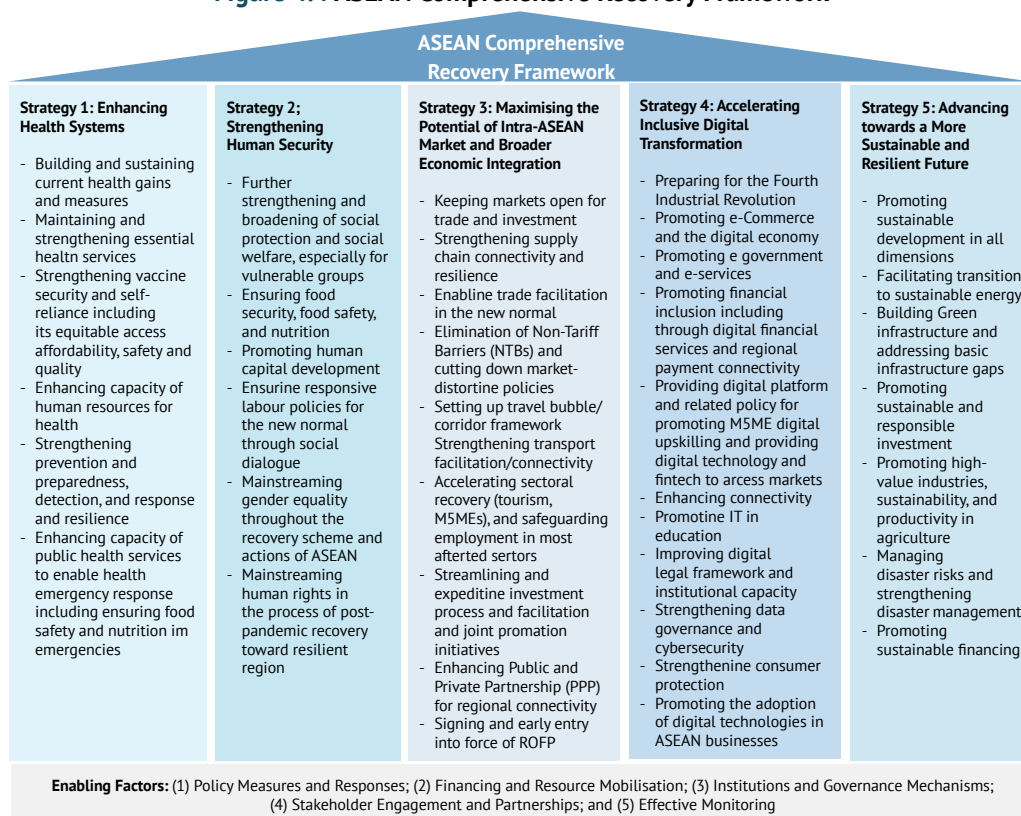 ASEAN Comprehensive
Recovery Framework
Strategy 1: Enhancing
Health Systems
- Building and sustaining
current health gains
and measures
- Maintaining and
strengthening essential
healtn services
- Strengthening vaccine
security and self-
reliance including
its equitable access
affordability, safety and
quality
- Enhancing capacity of
human resources for
health
- Strengthening
prevention and
preparedness,
detection, and response
and resilience
- Enhancing capacity of
public health services
to enable health
emergency response
including ensuring food
safety and nutrition im
emergencies
Strategy 2;
Strengthening
Human Security
- Further
strengthening and
broadening of social
protection and social
welfare, especially for
vulnerable groups
- Ensuring food
security, food safety,
and nutrition
- Promoting human
capital development
- Ensurine responsive
labour policies for
the new normal
through social
dialogue
- Mainstreaming
gender equality
throughout the
recovery scheme and
actions of ASEAN
- Mainstreaming
human rights in
the process of post-
pandemic recovery
toward resilient
region
Strategy 3: Maximising the
Potential of Intra-ASEAN
Market and Broader
Economic Integration
- Keeping markets open for
trade and investment
- Strengthening supply
chain connectivity and
resilience
- Enabline trade facilitation
in the new normal
- Elimination of Non-Tariff
Barriers (NTBs) and
cutting down market-
distortine policies
- Setting up travel bubble/
corridor framework
Strengthening transport
facilitation/connectivity
- Accelerating sectoral
recovery (tourism,
M5MEs), and safeguarding
employment in most
afterted sertors
- Streamlining and
expeditine investment
process and facilitation
and joint promation
initiatives
- Enhancing Public and
Private Partnership (PPP)
for regional connectivity
- Signing and early entry
into force of ROFP
Strategy 4: Accelerating
Inclusive Digital
Transformation
- Preparing for the Fourth
Industrial Revolution
- Promoting e-Commerce
and the digital economy
- Promoting e government
and e-services
- Promoting financial
inclusion including
through digital financial
services and regional
payment connectivity
- Providing digital platform
and related policy for
promoting M5ME digital
upskilling and providing
digital technology and
fintech to arcess markets
- Enhancing connectivity
- Promotine IT in
education
- Improving digital
legal framework and
institutional capacity
- Strengthening data
governance and
cybersecurity
- Strengthenine consumer
protection
- Promoting the adoption
of digital technologies in
ASEAN businesses
Strategy 5: Advancing
towards a More
Sustainable and
Resilient Future
- Promoting
sustainable
development in all
dimensions
- Facilitating transition
to sustainable energy
- Building Green
infrastructure and
addressing basic
infrastructure gaps
- Promoting
sustainable and
responsible
investment
- Promoting high-
value industries,
sustainability, and
productivity in
agriculture
- Managing
disaster risks and
strengthening
disaster management
- Promoting
sustainable financing
Enabling Factors: (1) Policy Measures and Responses; (2) Financing and Resource Mobilisation; (3) Institutions and Governance Mechanisms;
(4) Stakeholder Engagement and Partnerships; and (5) Effective Monitoring